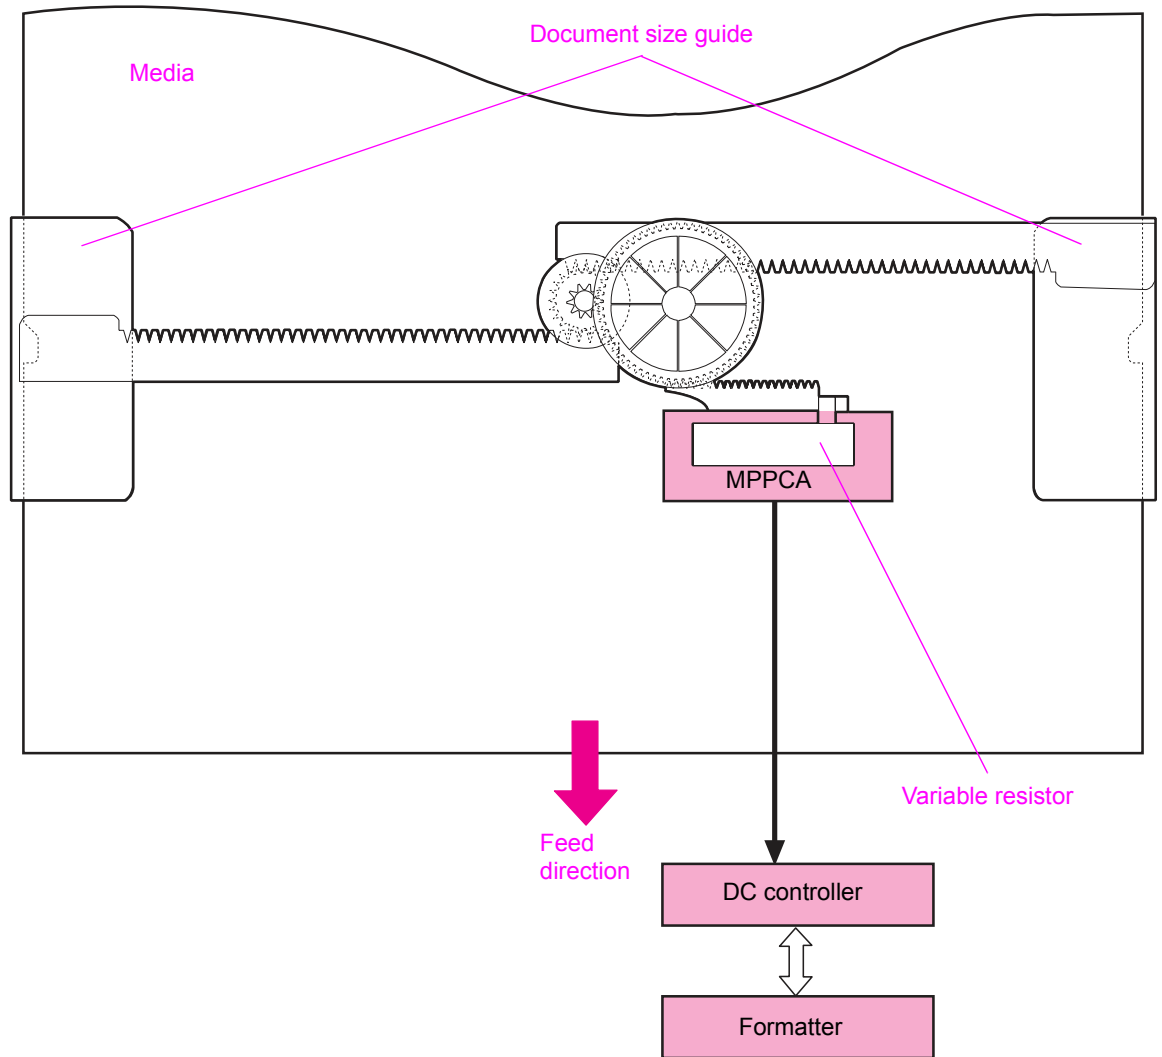 Document size guide
Media
MPPCA
Variable resistor
Feed
direction
DC controller
Formatter